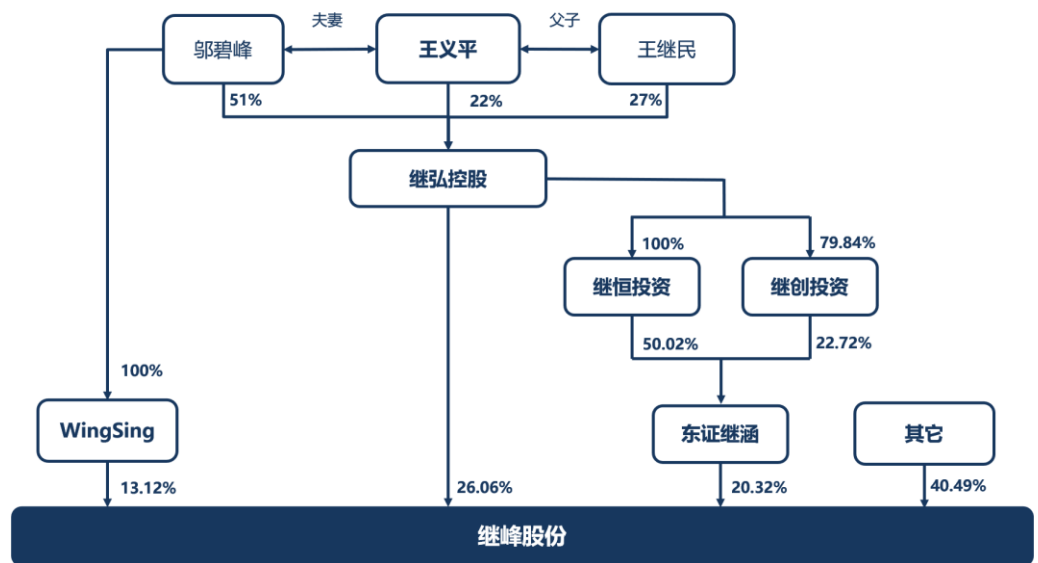 夫妻
父子
邬碧峰
王义平
王继民
51%
22%
27%
继弘控股
100%
79.84%
继恒投资
继创投资
50.02%
22.72%
100%
WingSing
东证继涵
其它
13.12%
26.06%
20.32%
40.49%
继峰股份